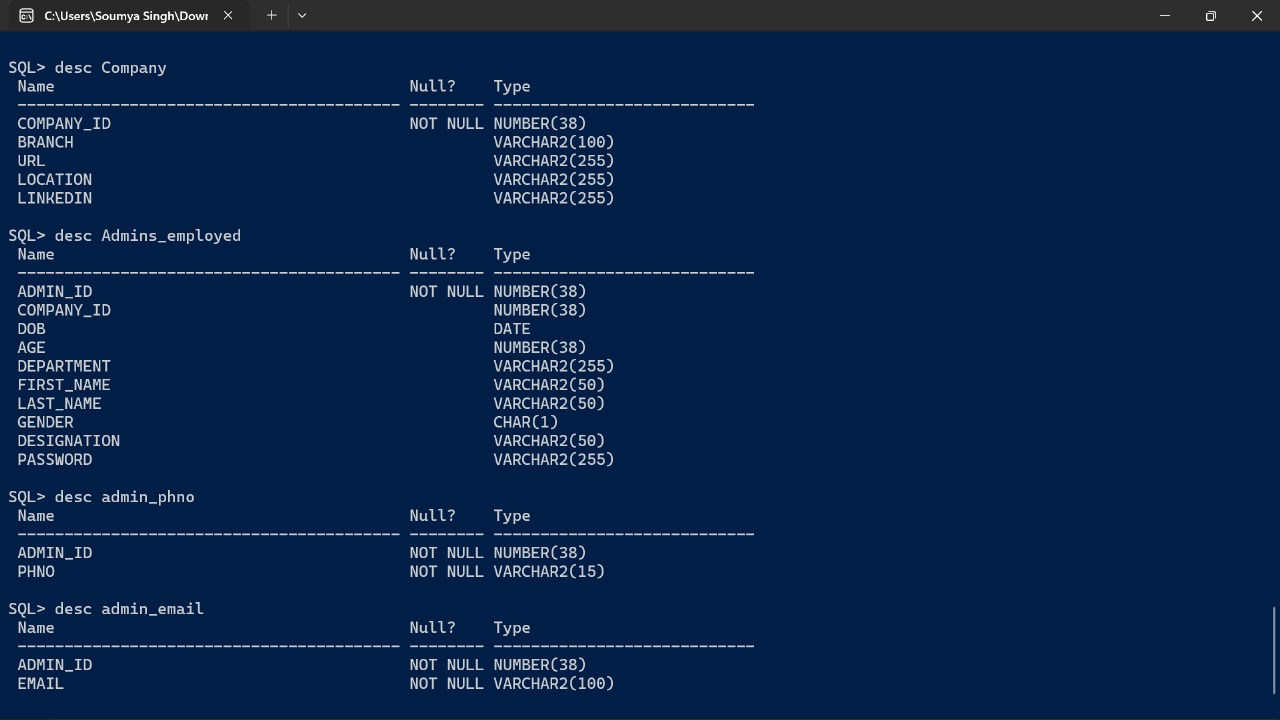 C:\Users\Soumya Singh\Dowr
SQL> desc Company
Name Null? Type
----------------------------------------- -------- ----------------------------
COMPANY_ID NOT NULL NUMBER(38)
BRANCH VARCHAR2(100)
URL VARCHAR2(255)
LOCATION VARCHAR2(255)
LINKEDIN VARCHAR2(255)
SQL> desc Admins_employed
Name Null? Type
----------------------------------------- -------- ----------------------------
ADMIN_ID NOT NULL NUMBER(38)
COMPANY_ID NUMBER(38)
DOB DATE
AGE NUMBER(38)
DEPARTMENT VARCHAR2(255)
FIRST_NAME VARCHAR2(50)
LAST_NAME VARCHAR2(50)
GENDER CHAR(1)
DESIGNATION VARCHAR2(50)
PASSWORD VARCHAR2(255)
SQL> desc admin_phno
Name Null? Type
----------------------------------------- -------- ----------------------------
ADMIN_ID NOT NULL NUMBER(38)
PHNO NOT NULL VARCHAR2(15)
SQL> desc admin_email
Name Null? Type
----------------------------------------- -------- ----------------------------
ADMIN_ID NOT NULL NUMBER(38)
EMAIL NOT NULL VARCHAR2(100)